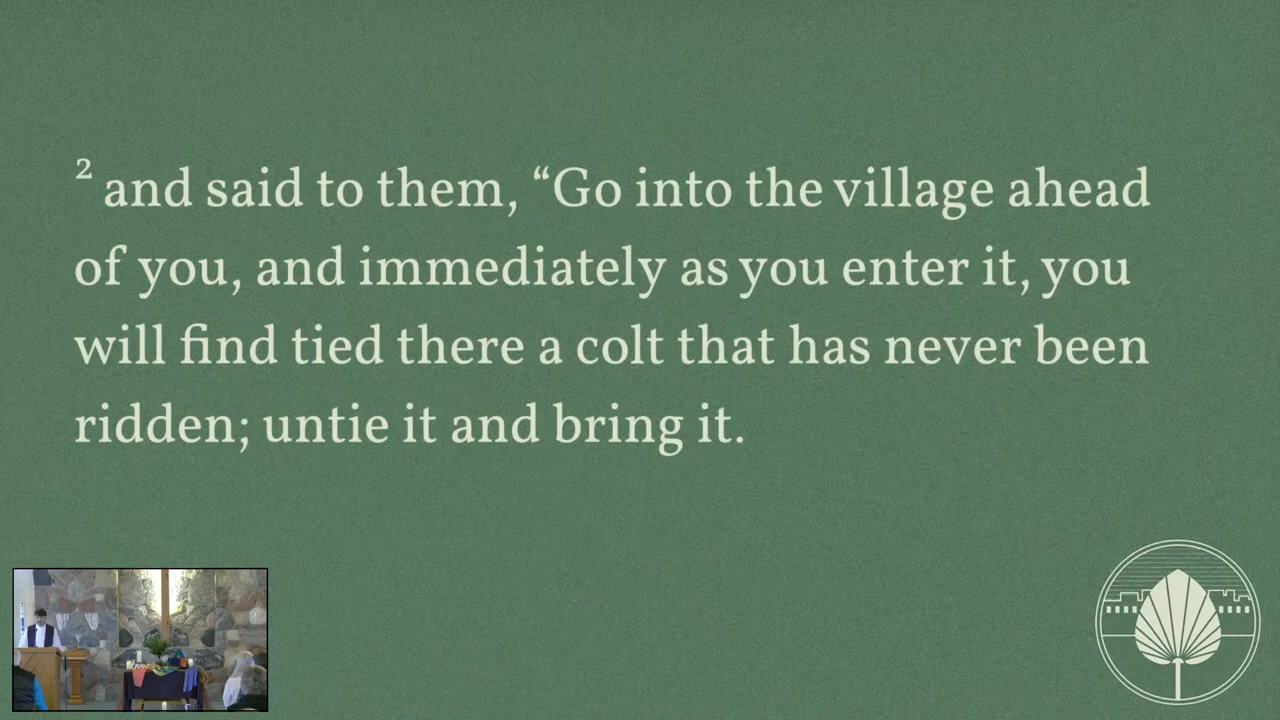 ² and said to them, “Go into the village ahead
of you, and immediately as you enter it, you
will find tied there a colt that has never been
ridden; untie it and bring it.